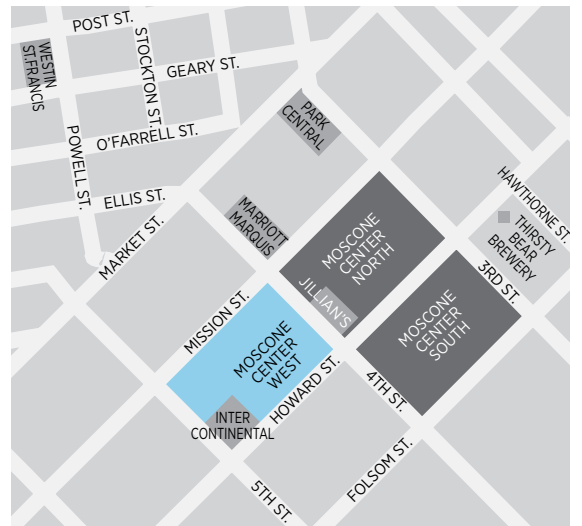 POST ST.
STOCKTON ST.
WESTIN
ST.FRANCIS
GEARY ST.
O'FARRELL ST.
POWELL ST.
ELLIS ST.
MARKET ST.
PARK
CENTRAL
MARRIOTT
MARQUIS
HAWTHORNE ST.
THIRSTY
BEAR
BREWERY
3RD ST.
MOSCONE
CENTER
NORTH
JILLIAN'S
MISSION ST.
MOSCONE
CENTER
SOUTH
MOSCONE
CENTER
WEST
HOWARD ST.
4TH ST.
INTER
CONTINENTAL
FOLSOM ST.
5TH ST.